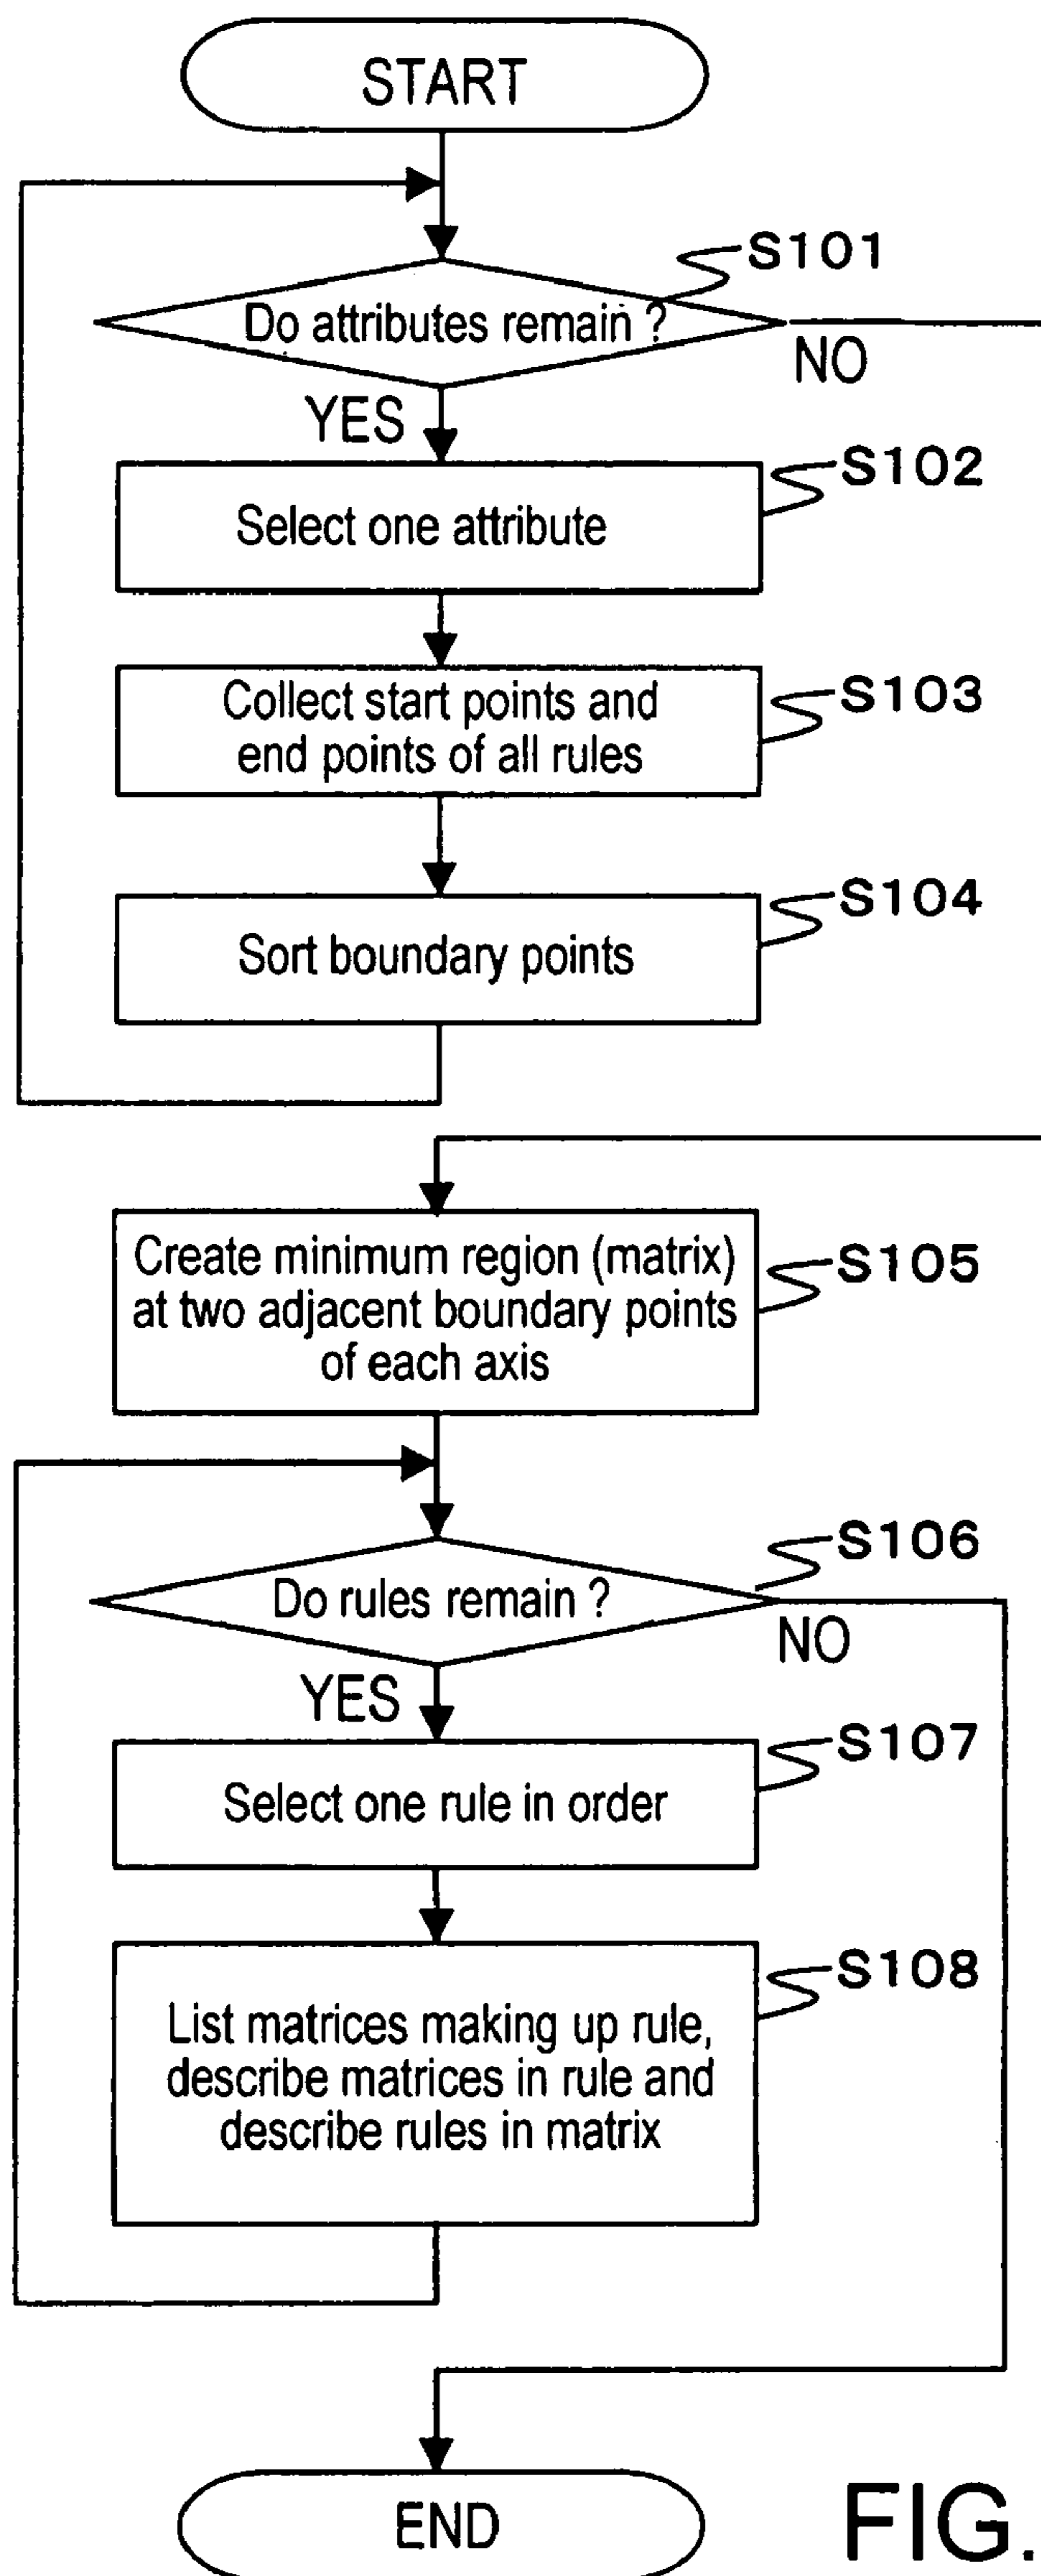 START
S101
Do attributes remain ?
NO
YES
S102
Select one attribute
S103
Collect start points and
end points of all rules
S104
Sort boundary points
Create minimum region (matrix)
at two adjacent boundary points
of each axis
S105
S106
Do rules remain ?
NO
YES
S107
Select one rule in order
S108
List matrices making up rule,
describe matrices in rule and
describe rules in matrix
END
FIG.